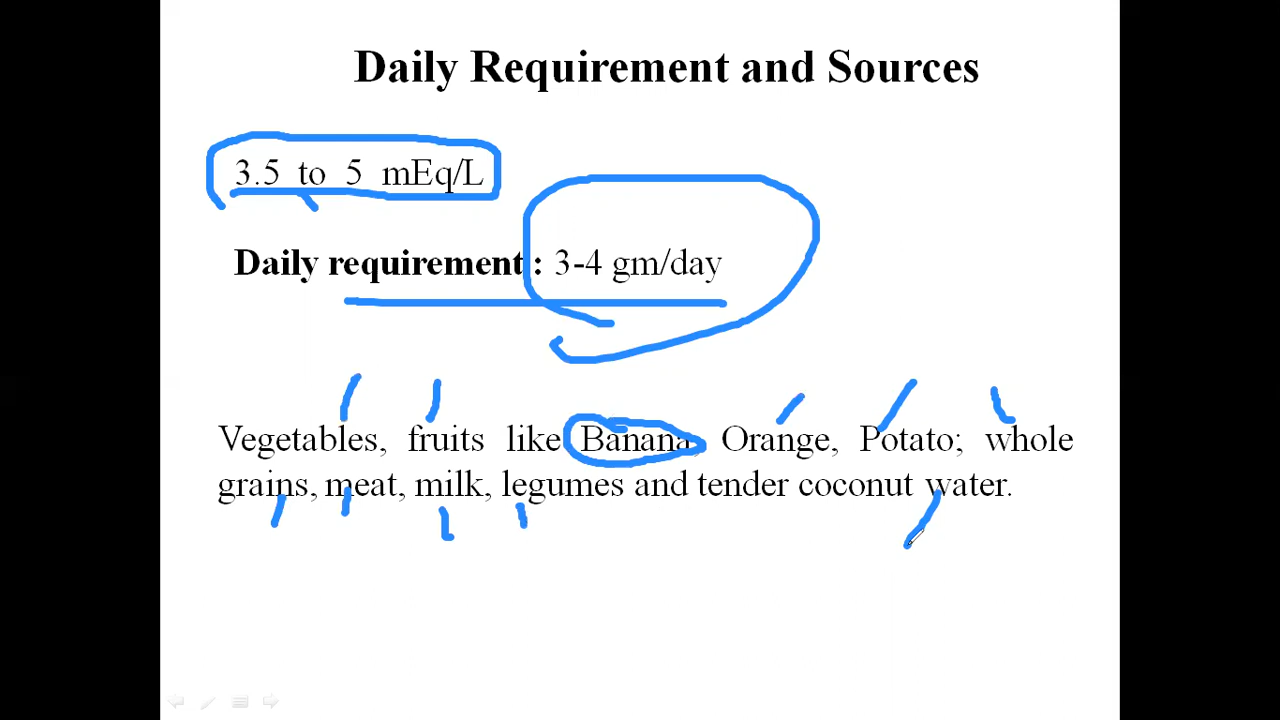 Daily Requirement and Sources
3.5 to 5 mEq/L
Daily requirement : 3-4 gm/day
Vegetables, fruits like Banana, Orange, Potato; whole
grains, meat, milk, legumes and tender coconut water.